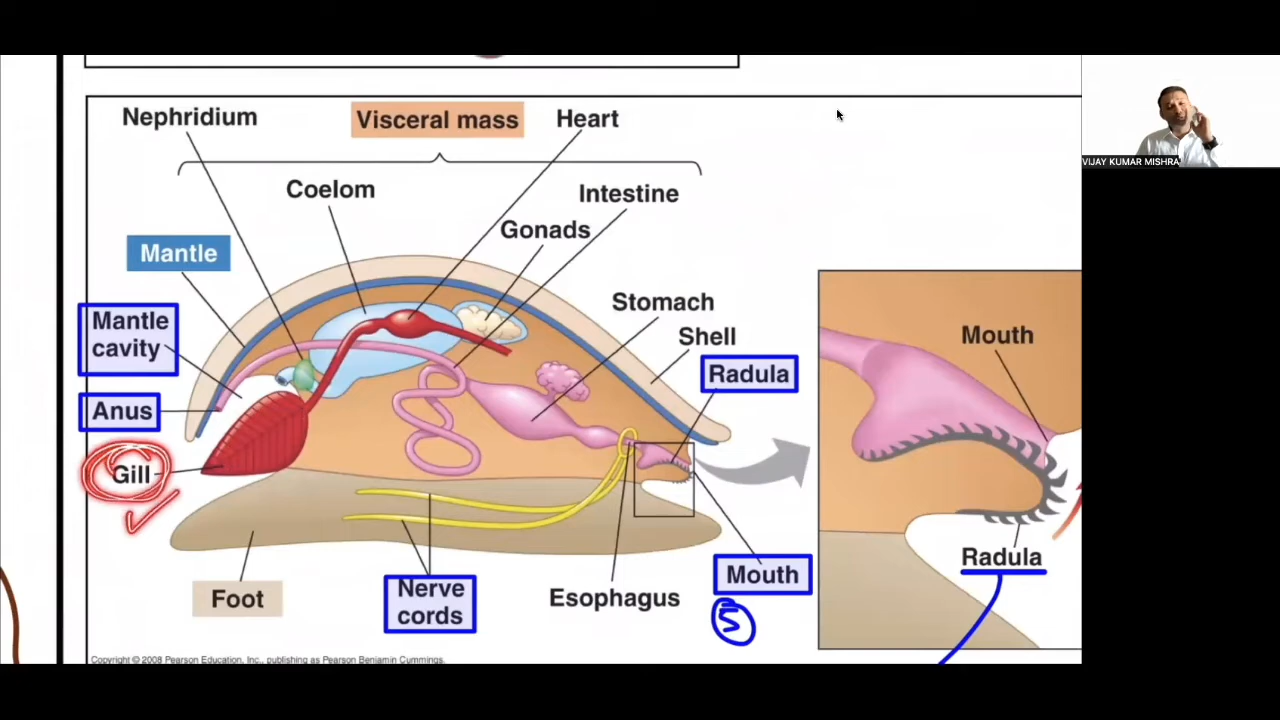 Nephridium
Visceral mass
Heart
Coelom
Intestine
Gonads
Mantle
Stomach
Mantle
cavity
Shell
Radula
Anus
Gill
Foot
Nerve
cords
Esophagus
Mouth
5
Mouth
Radula
Copyright © 2008 Pearson Education, Inc., publishing as Pearson Benjamin Cummings.
VIJAY KUMAR MISHRA